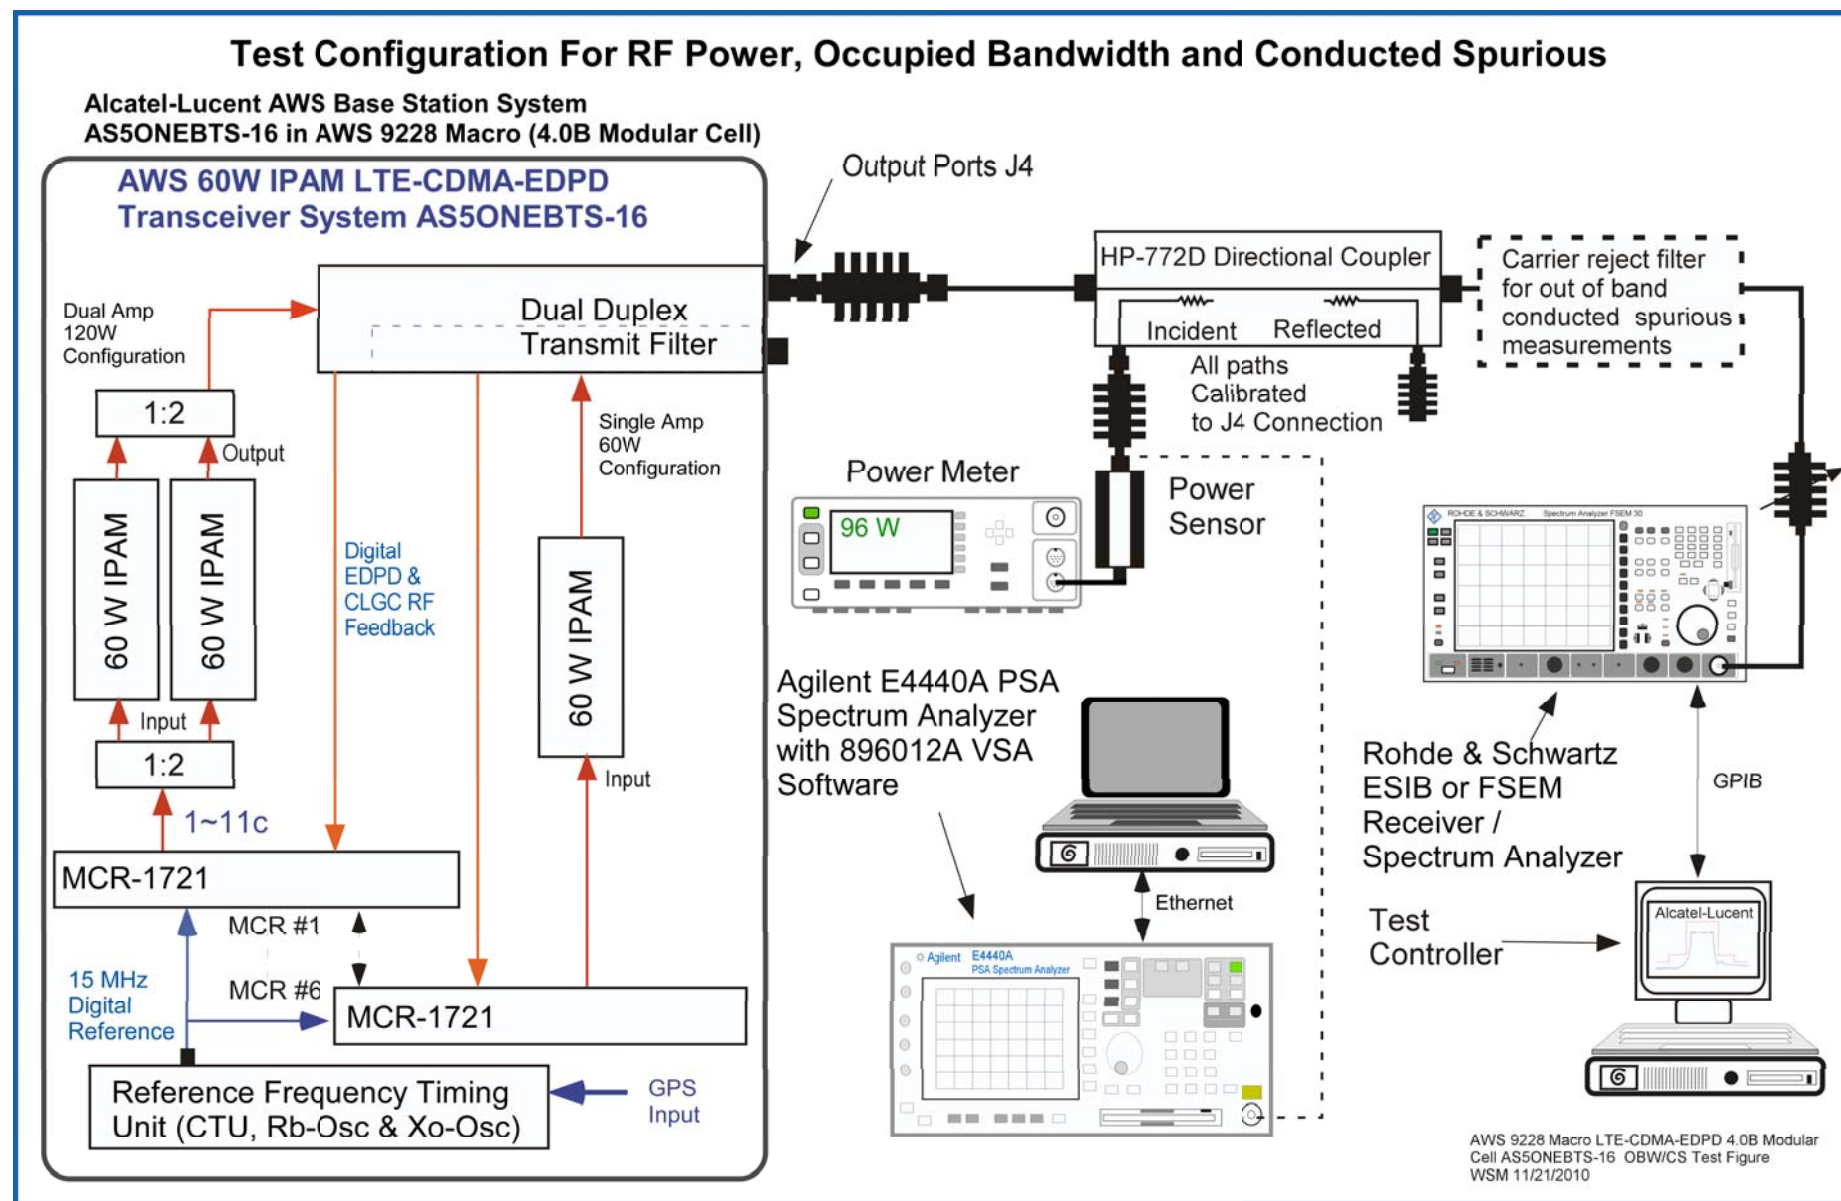 Test Configuration For RF Power, Occupied Bandwidth and Conducted Spurious
Alcatel-Lucent AWS Base Station System
AS5ONEBTS-16 in AWS 9228 Macro (4.0B Modular Cell)
AWS 60W IPAM LTE-CDMA-EDPD
Transceiver System AS5ONEBTS-16
Output Ports J4
Dual Amp
120W
Configuration
Dual Duplex
Transmit Filter
1:2
Output
60 W IPAM
60 W IPAM
Input
1:2
1~11c
Single Amp
60W
Configuration
Digital
EDPD &
CLGC RF
Feedback
60 W IPAM
Input
MCR-1721
MCR #1
MCR #6
15 MHz
Digital
Reference
MCR-1721
Reference Frequency Timing
Unit (CTU, Rb-Osc & Xo-Osc)
GPS
Input
HP-772D Directional Coupler
Incident
Reflected
All paths
Calibrated
to J4 Connection
Carrier reject filter
for out of band
conducted spurious
measurements
Power Meter
96 W
Power
Sensor
ROHDE & SCHWARZ
Spectrum Analyzer FSEM 30
Agilent E4440A PSA
Spectrum Analyzer
with 896012A VSA
Software
Ethernet
Agilent
E4440A
PSA Spectrum Analyzer
Rohde & Schwartz
ESIB or FSEM
Receiver /
Spectrum Analyzer
GPIB
Test
Controller
Alcatel-Lucent
AWS 9228 Macro LTE-CDMA-EDPD 4.0B Modular
Cell AS5ONEBTS-16 OBW/CS Test Figure
WSM 11/21/2010